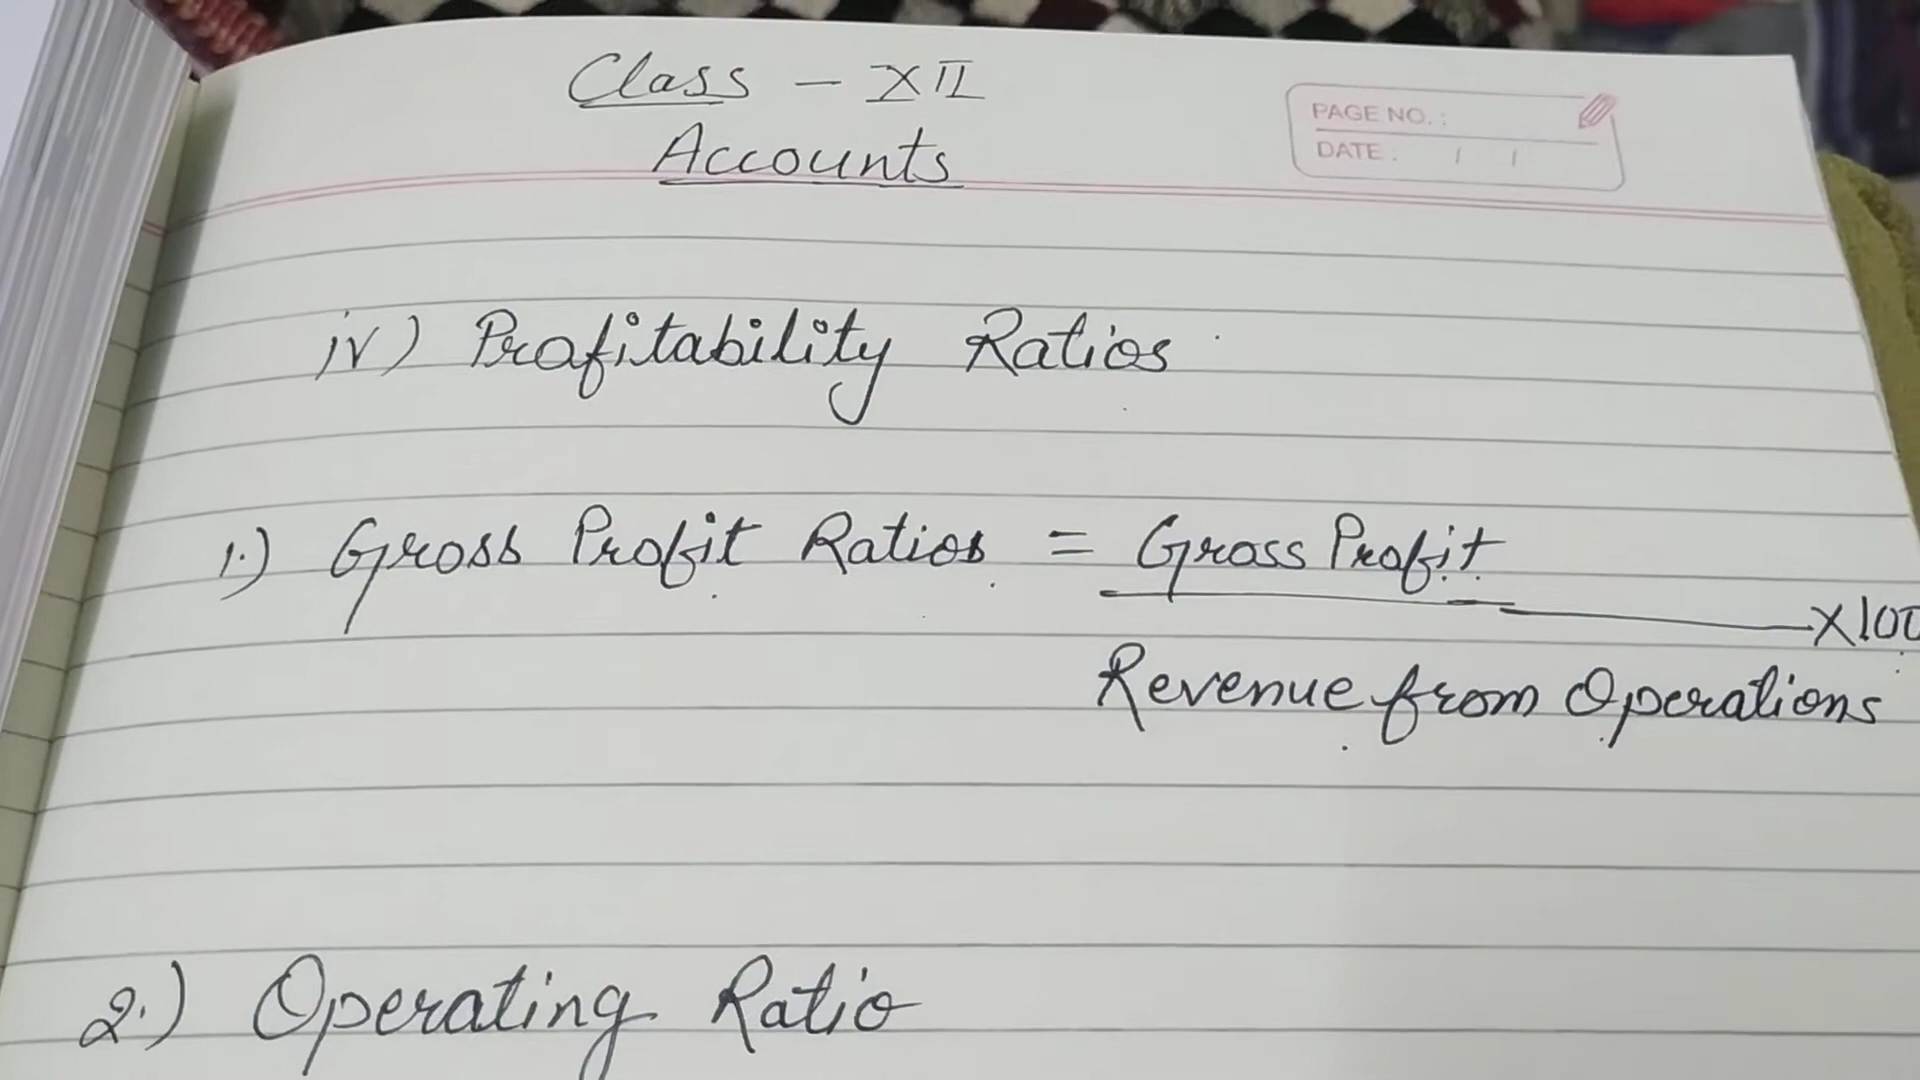 Class - XII
Accounts
PAGE NO. :
DATE : / /
iv) Profitability Ratios
1.) Gross Profit Ratios = Gross Profit
X100
Revenue from Operations
2.) Operating Ratio